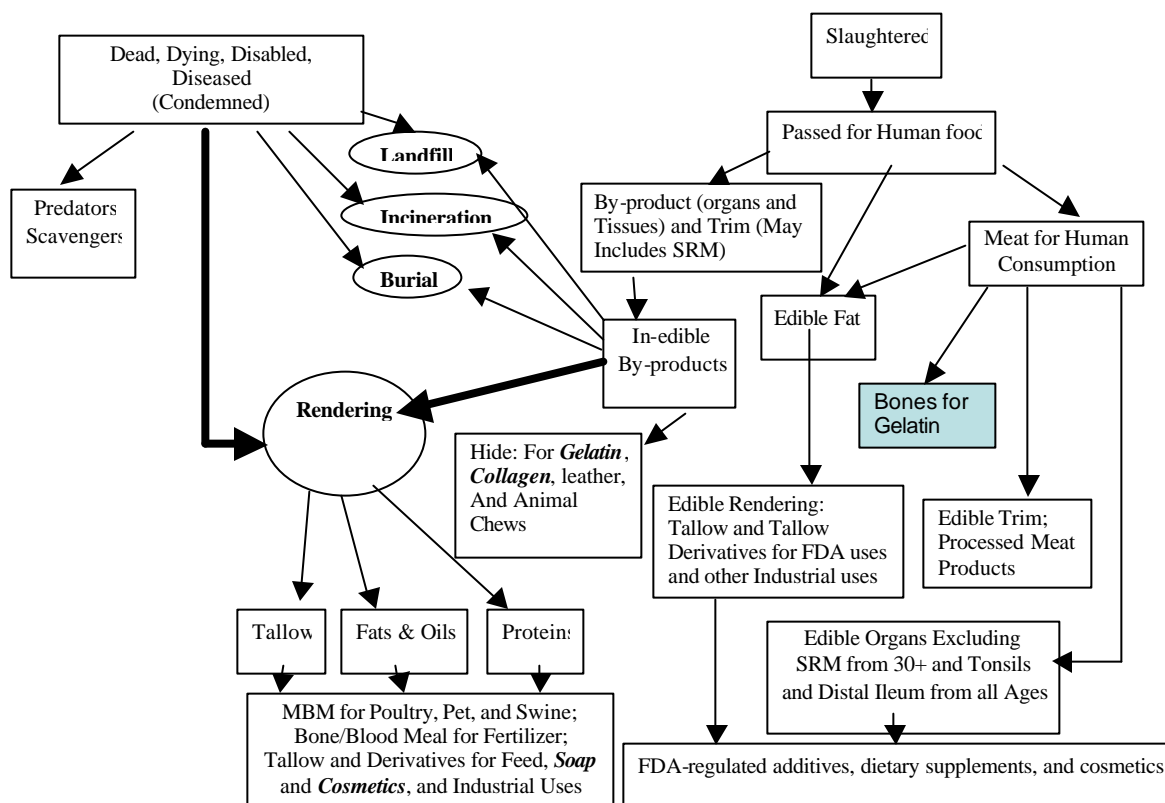 Dead, Dying, Disabled,
Diseased
(Condemned)
Slaughtered
Passed for Human food
Landfill
Incineration
Burial
Predators
Scavengers
By-product (organs and
Tissues) and Trim (May
Includes SRM)
Meat for Human
Consumption
Edible Fat
In-edible
By-products
Bones for
Gelatin
Rendering
Hide: For Gelatin,
Collagen, leather,
And Animal
Chews
Edible Rendering:
Tallow and Tallow
Derivatives for FDA uses
and other Industrial uses
Edible Trim;
Processed Meat
Products
Tallow
Fats & Oils
Proteins
Edible Organs Excluding
SRM from 30+ and Tonsils
and Distal Ileum from all Ages
MBM for Poultry, Pet, and Swine;
Bone/Blood Meal for Fertilizer;
Tallow and Derivatives for Feed, Soap
and Cosmetics, and Industrial Uses
FDA-regulated additives, dietary supplements, and cosmetics